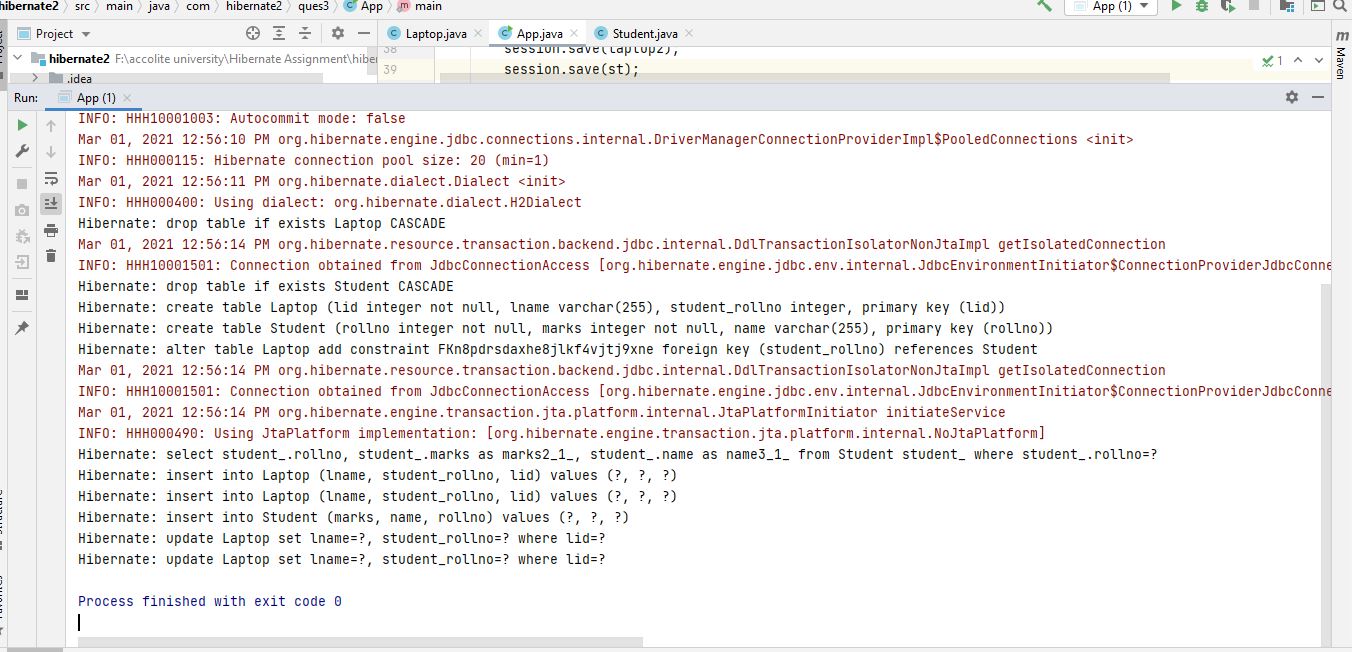 hibernate2 > src > main > java > com > hibernate2 > ques3 > App > main
App (1)
Project
Laptop.java
App.java
Student.java
Maven
hibernate2 F:\accolite university\Hibernate Assignment\hiber
.idea
38 session.save(laptop2);
39 session.save(st);
1
Run: App (1)
INFO: HHH10001003: Autocommit mode: false
Mar 01, 2021 12:56:10 PM org.hibernate.engine.jdbc.connections.internal.DriverManagerConnectionProviderImpl$PooledConnections <init>
INFO: HHH000115: Hibernate connection pool size: 20 (min=1)
Mar 01, 2021 12:56:11 PM org.hibernate.dialect.Dialect <init>
INFO: HHH000400: Using dialect: org.hibernate.dialect.H2Dialect
Hibernate: drop table if exists Laptop CASCADE
Mar 01, 2021 12:56:14 PM org.hibernate.resource.transaction.backend.jdbc.internal.DdlTransactionIsolatorNonJtaImpl getIsolatedConnection
INFO: HHH10001501: Connection obtained from JdbcConnectionAccess [org.hibernate.engine.jdbc.env.internal.JdbcEnvironmentInitiator$ConnectionProviderJdbcConne
Hibernate: drop table if exists Student CASCADE
Hibernate: create table Laptop (lid integer not null, lname varchar(255), student_rollno integer, primary key (lid))
Hibernate: create table Student (rollno integer not null, marks integer not null, name varchar(255), primary key (rollno))
Hibernate: alter table Laptop add constraint FKn8pdrsdaxhe8jlkf4vjtj9xne foreign key (student_rollno) references Student
Mar 01, 2021 12:56:14 PM org.hibernate.resource.transaction.backend.jdbc.internal.DdlTransactionIsolatorNonJtaImpl getIsolatedConnection
INFO: HHH10001501: Connection obtained from JdbcConnectionAccess [org.hibernate.engine.jdbc.env.internal.JdbcEnvironmentInitiator$ConnectionProviderJdbcConne
Mar 01, 2021 12:56:14 PM org.hibernate.engine.transaction.jta.platform.internal.JtaPlatformInitiator initiateService
INFO: HHH000490: Using JtaPlatform implementation: [org.hibernate.engine.transaction.jta.platform.internal.NoJtaPlatform]
Hibernate: select student_.rollno, student_.marks as marks2_1_, student_.name as name3_1_ from Student student_ where student_.rollno=?
Hibernate: insert into Laptop (lname, student_rollno, lid) values (?, ?, ?)
Hibernate: insert into Laptop (lname, student_rollno, lid) values (?, ?, ?)
Hibernate: insert into Student (marks, name, rollno) values (?, ?, ?)
Hibernate: update Laptop set lname=?, student_rollno=? where lid=?
Hibernate: update Laptop set lname=?, student_rollno=? where lid=?
Process finished with exit code 0